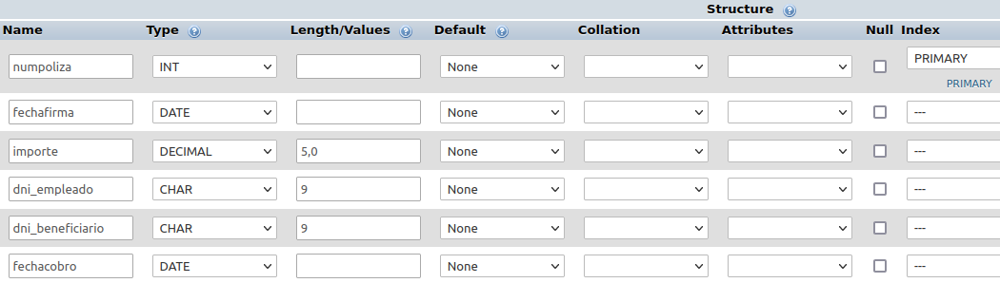 Structure
Name Type Length/Values Default Collation Attributes Null Index
numpoliza INT None PRIMARY
PRIMARY
fechafirma DATE None ---
importe DECIMAL 5,0 None ---
dni_empleado CHAR 9 None ---
dni_beneficiario CHAR 9 None ---
fechacobro DATE None ---